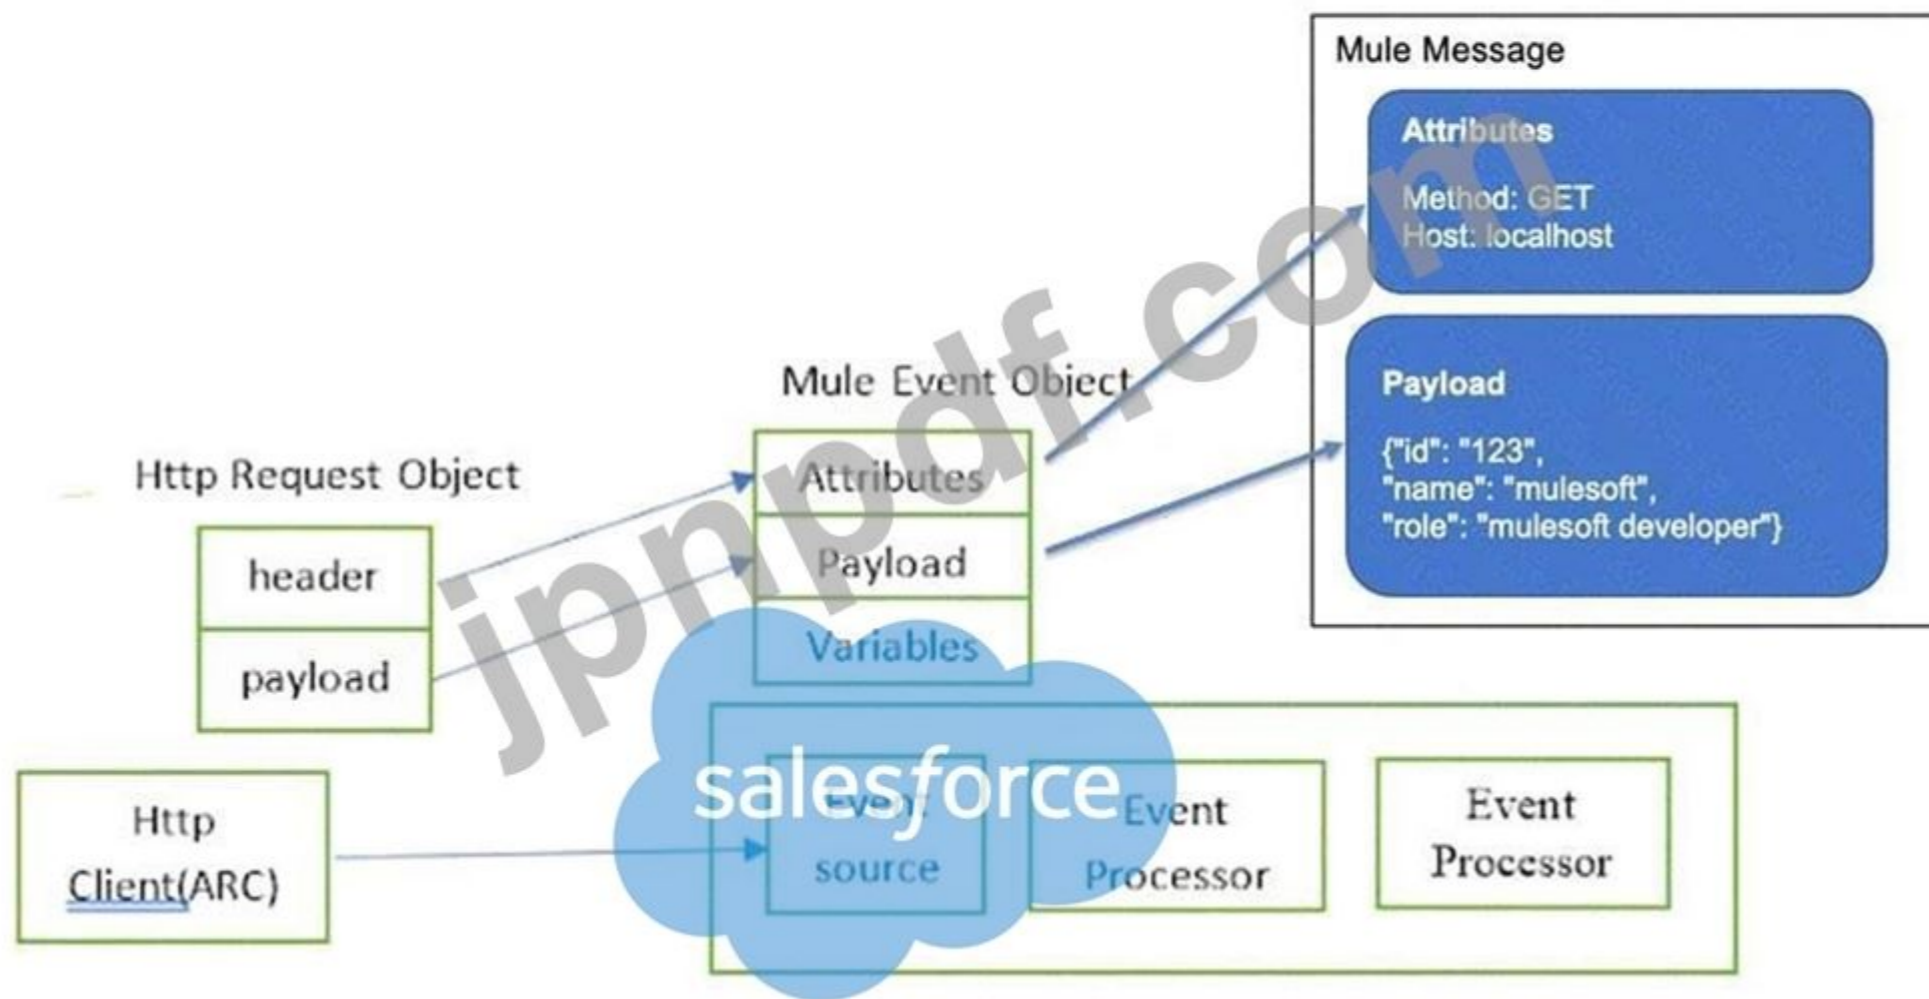 Mule Message
Attributes
Method: GET
Host: localhost
Payload
{"id": "123",
"name": "mulesoft",
"role": "mulesoft developer"}
Mule Event Object
Attributes
Payload
Variables
Http Request Object
header
payload
Http
Client(ARC)
Event
source
Event
Processor
Event
Processor
salesforce
jpnpdf.com